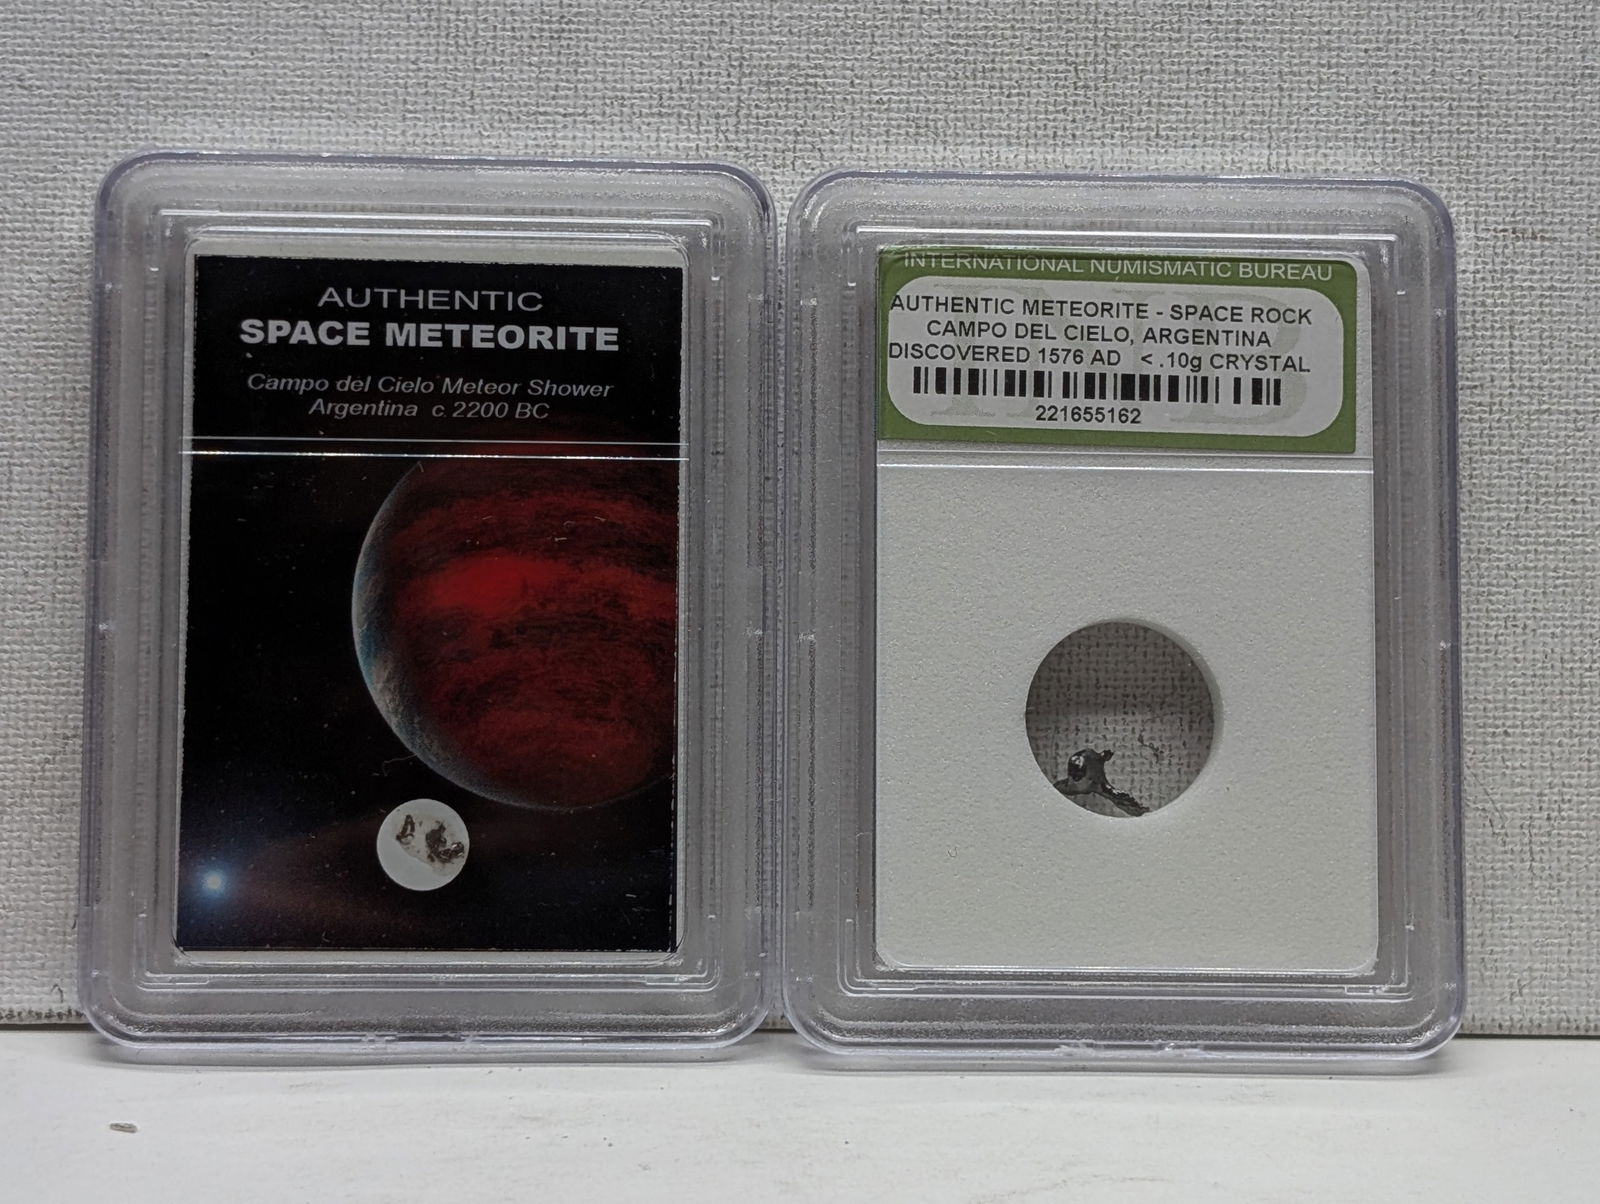 AUTHENTIC
SPACE METEORITE
Campo del Cielo Meteor Shower
Argentina c. 2200 BC
INTERNATIONAL NUMISMATIC BUREAU
AUTHENTIC METEORITE - SPACE ROCK
CAMPO DEL CIELO, ARGENTINA
DISCOVERED 1576 AD < .10g CRYSTAL
221655162